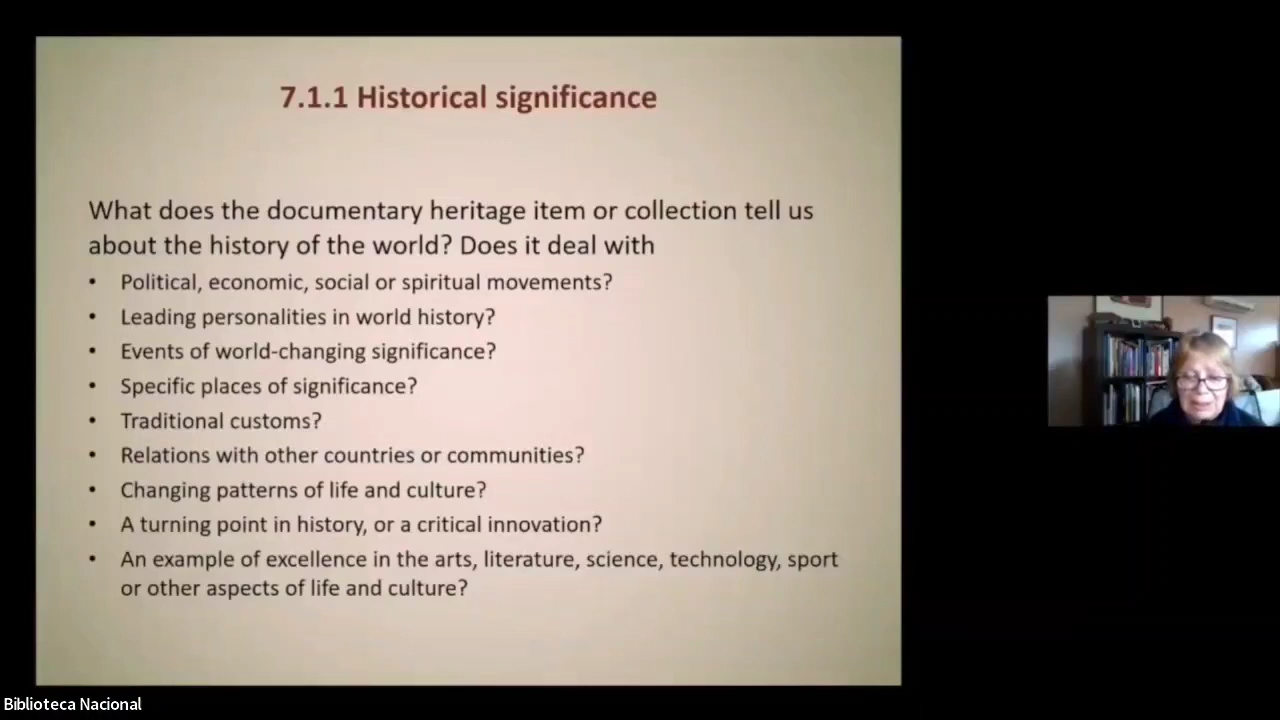 7.1.1 Historical significance
What does the documentary heritage item or collection tell us
about the history of the world? Does it deal with
• Political, economic, social or spiritual movements?
• Leading personalities in world history?
• Events of world-changing significance?
• Specific places of significance?
• Traditional customs?
• Relations with other countries or communities?
• Changing patterns of life and culture?
• A turning point in history, or a critical innovation?
• An example of excellence in the arts, literature, science, technology, sport
or other aspects of life and culture?
Biblioteca Nacional